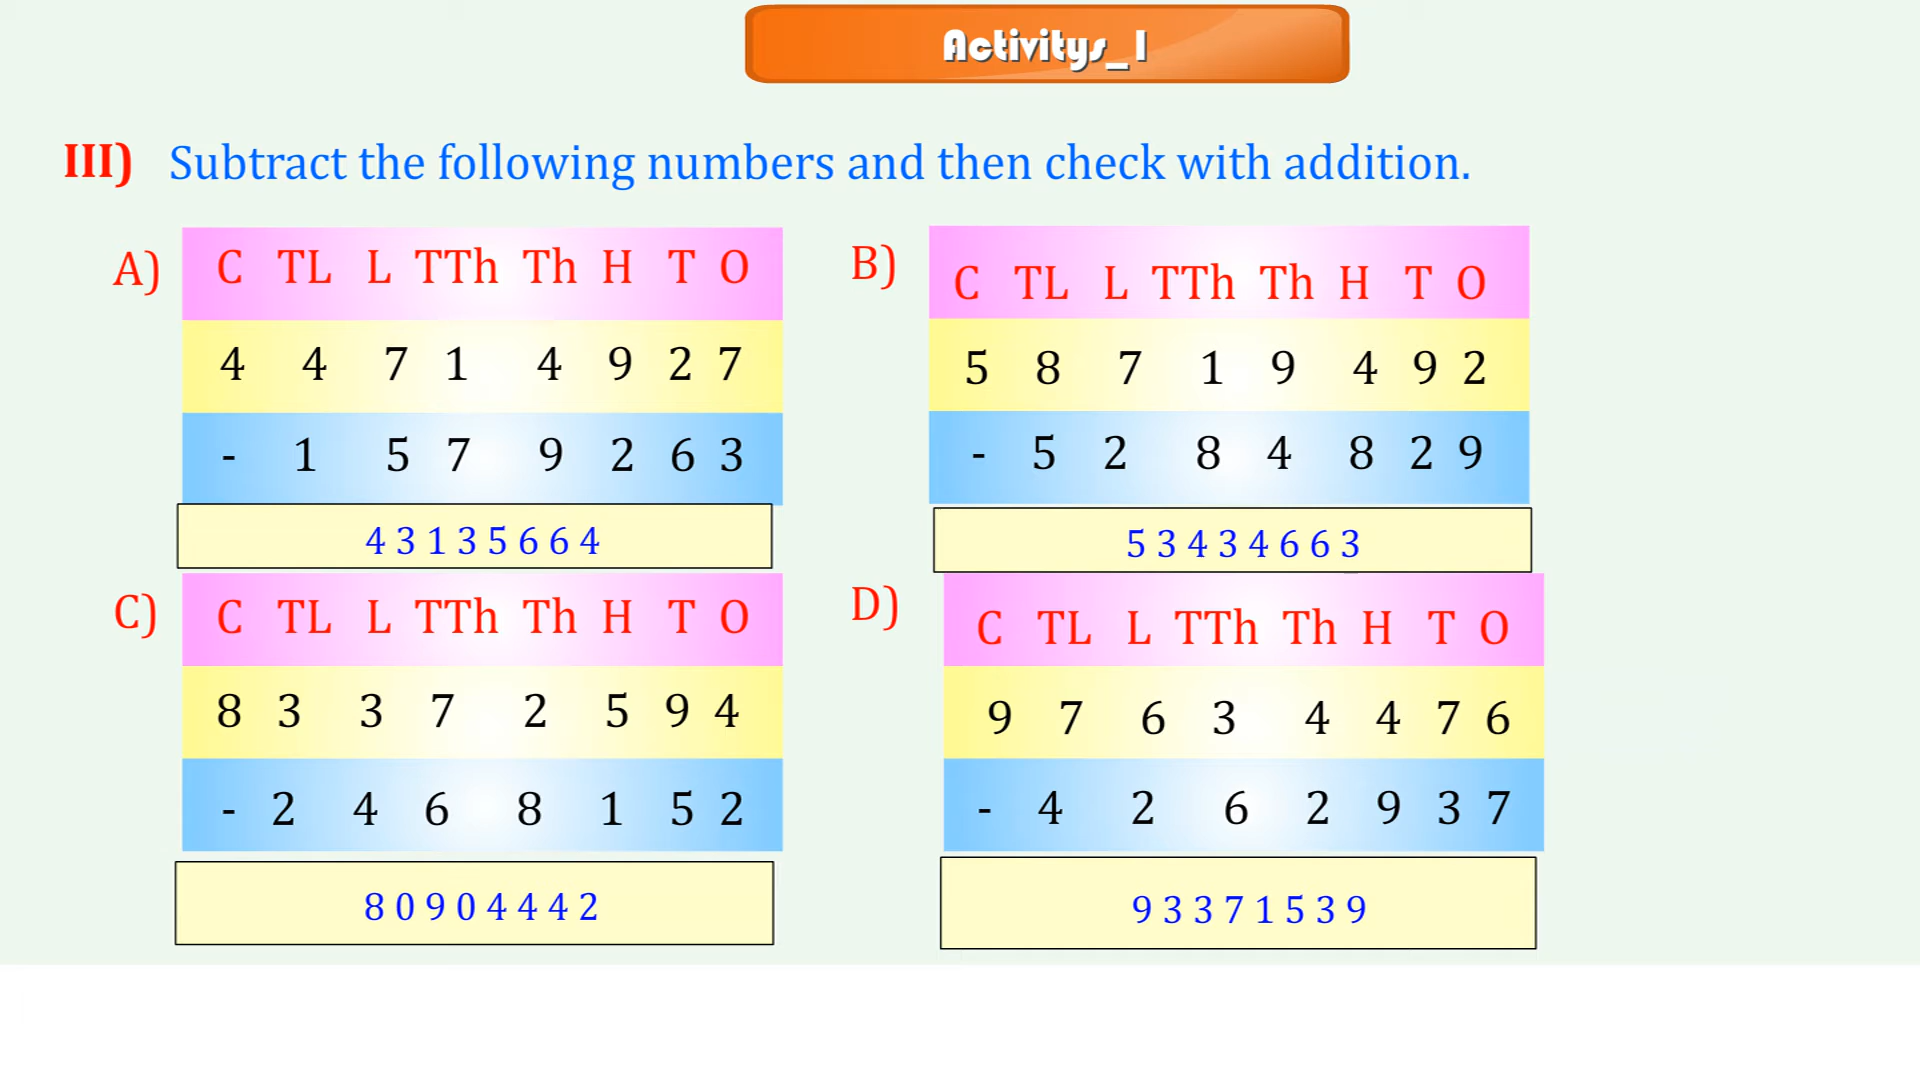 Activitys_1
III) Subtract the following numbers and then check with addition.
A) C TL L TTh Th H T O
4 4 7 1 4 9 2 7
- 1 5 7 9 2 6 3
4 3 1 3 5 6 6 4
B) C TL L TTh Th H T O
5 8 7 1 9 4 9 2
- 5 2 8 4 8 2 9
5 3 4 3 4 6 6 3
C) C TL L TTh Th H T O
8 3 3 7 2 5 9 4
- 2 4 6 8 1 5 2
8 0 9 0 4 4 4 2
D) C TL L TTh Th H T O
9 7 6 3 4 4 7 6
- 4 2 6 2 9 3 7
9 3 3 7 1 5 3 9